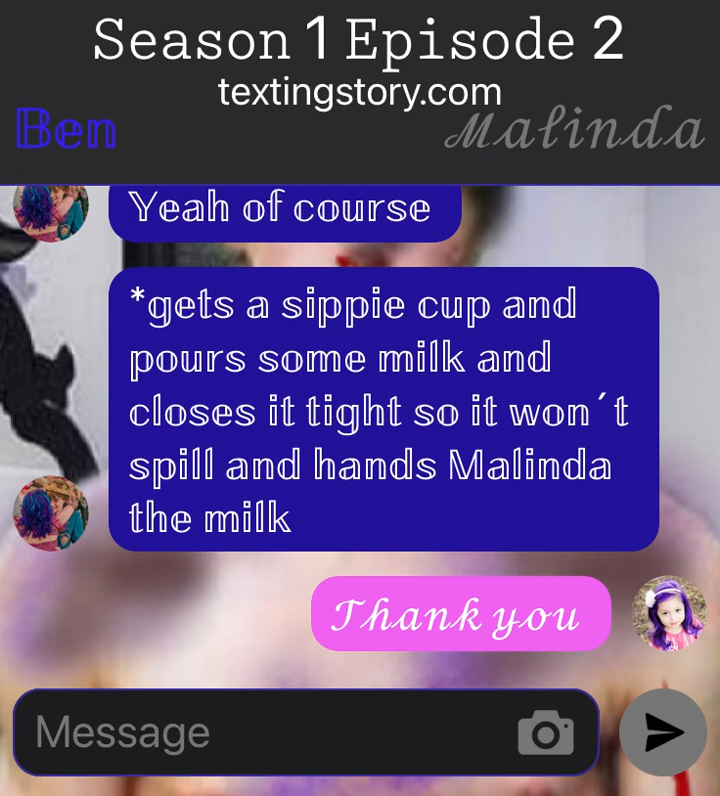 Season 1 Episode 2
textingstory.com
Ben
Malinda
Yeah of course
*gets a sippie cup and
pours some milk and
closes it tight so it won´t
spill and hands Malinda
the milk
Thank you
Message